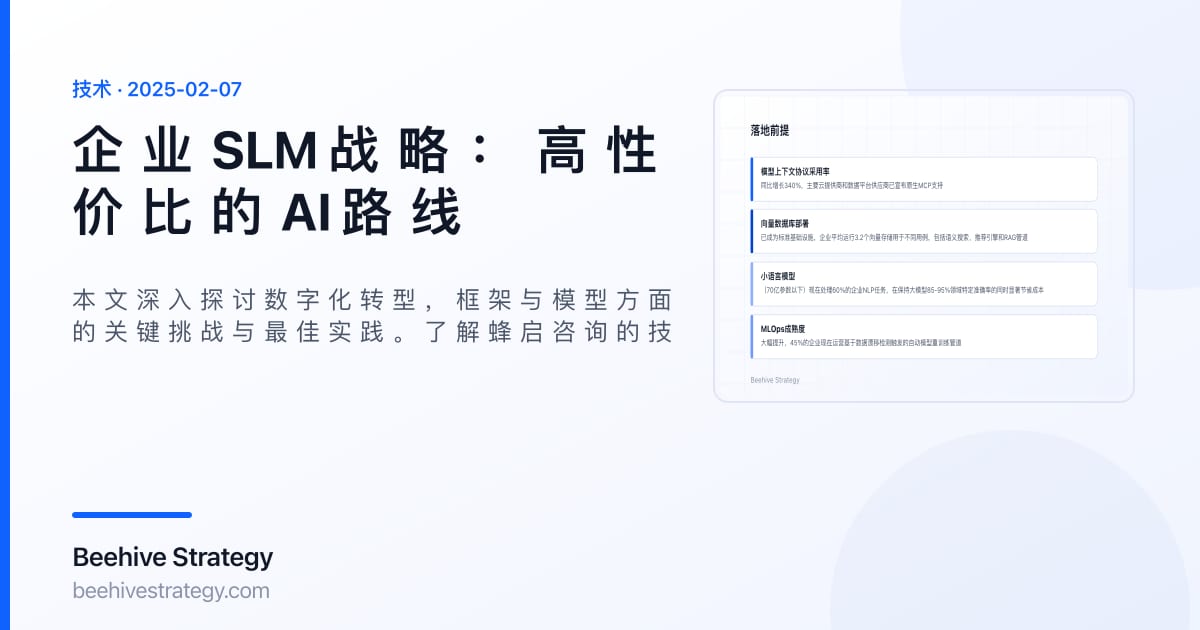 技术 · 2025-02-07
企业SLM战略：高性
价比的AI路线
本文深入探讨数字化转型，框架与模型方面
的关键挑战与最佳实践。了解蜂启咨询的技
Beehive Strategy
beehivestrategy.com
落地前提
模型上下文协议采用率
同比增长340%，主要云提供商和数据平台供应商已宣布原生MCP支持
向量数据库部署
已成为标准基础设施，企业平均运行3.2个向量存储用于不同用例，包括语义搜索、推荐引擎和RAG管道
小语言模型
（70亿参数以下）现在处理60%的企业NLP任务，在保持大模型85-95%领域特定准确率的同时显著节省成本
MLOps成熟度
大幅提升，45%的企业现在运营基于数据漂移检测触发的自动模型重训练管道
Beehive Strategy